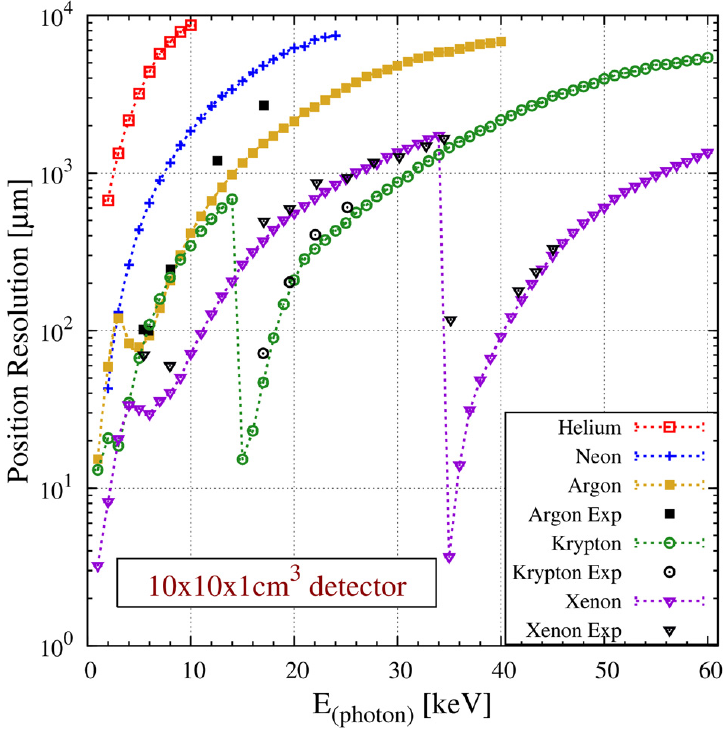 10⁴
10³
10²
10¹
10⁰
Position Resolution [μm]
0 10 20 30 40 50 60
E(photon) [keV]
10x10x1cm³ detector
Helium
Neon
Argon
Argon Exp
Krypton
Krypton Exp
Xenon
Xenon Exp